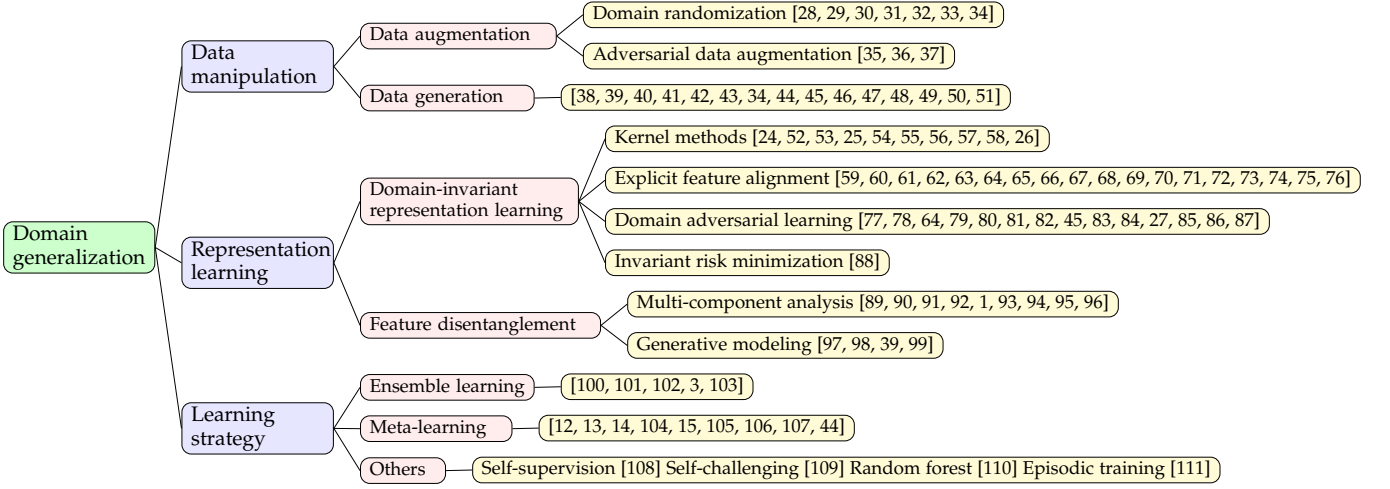 Domain randomization [28, 29, 30, 31, 32, 33, 34]
Data augmentation
Data
manipulation
Adversarial data augmentation [35, 36, 37]
Data generation
[38, 39, 40, 41, 42, 43, 34, 44, 45, 46, 47, 48, 49, 50, 51]
Kernel methods [24, 52, 53, 25, 54, 55, 56, 57, 58, 26]
Domain-invariant
representation learning
Explicit feature alignment [59, 60, 61, 62, 63, 64, 65, 66, 67, 68, 69, 70, 71, 72, 73, 74, 75, 76]
Domain adversarial learning [77, 78, 64, 79, 80, 81, 82, 45, 83, 84, 27, 85, 86, 87]
Domain
generalization
Representation
learning
Invariant risk minimization [88]
Multi-component analysis [89, 90, 91, 92, 1, 93, 94, 95, 96]
Feature disentanglement
Generative modeling [97, 98, 39, 99]
Ensemble learning
[100, 101, 102, 3, 103]
Learning
strategy
Meta-learning
[12, 13, 14, 104, 15, 105, 106, 107, 44]
Others
Self-supervision [108] Self-challenging [109] Random forest [110] Episodic training [111]